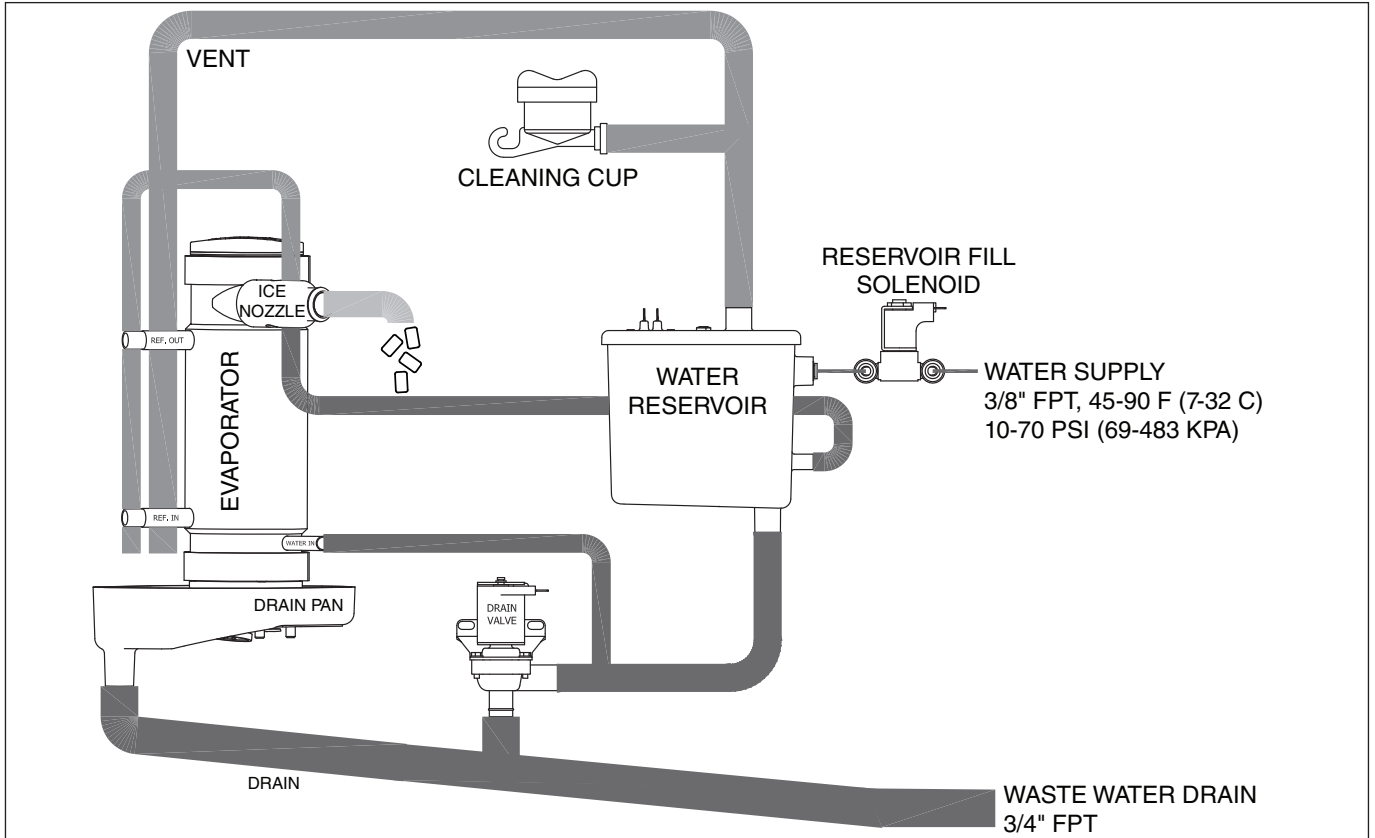 VENT
CLEANING CUP
RESERVOIR FILL
SOLENOID
ICE
NOZZLE
REF. OUT
EVAPORATOR
WATER
RESERVOIR
WATER SUPPLY
3/8" FPT, 45-90 F (7-32 C)
10-70 PSI (69-483 KPA)
REF. IN
WATER IN
DRAIN PAN
DRAIN
VALVE
DRAIN
WASTE WATER DRAIN
3/4" FPT